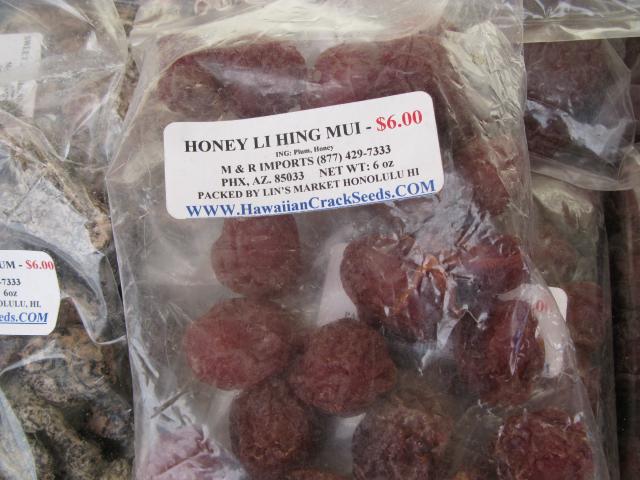 HONEY LI HING MUI - $6.00
ING: Plum, Honey
M & R IMPORTS (877) 429-7333
PHX, AZ. 85033 NET WT: 6 oz
PACKED BY LIN'S MARKET HONOLULU HI
WWW.HawaiianCrackSeeds.COM
UM - $6.00
-7333
6oz
OLULU, HI.
eds.COM
SWEET